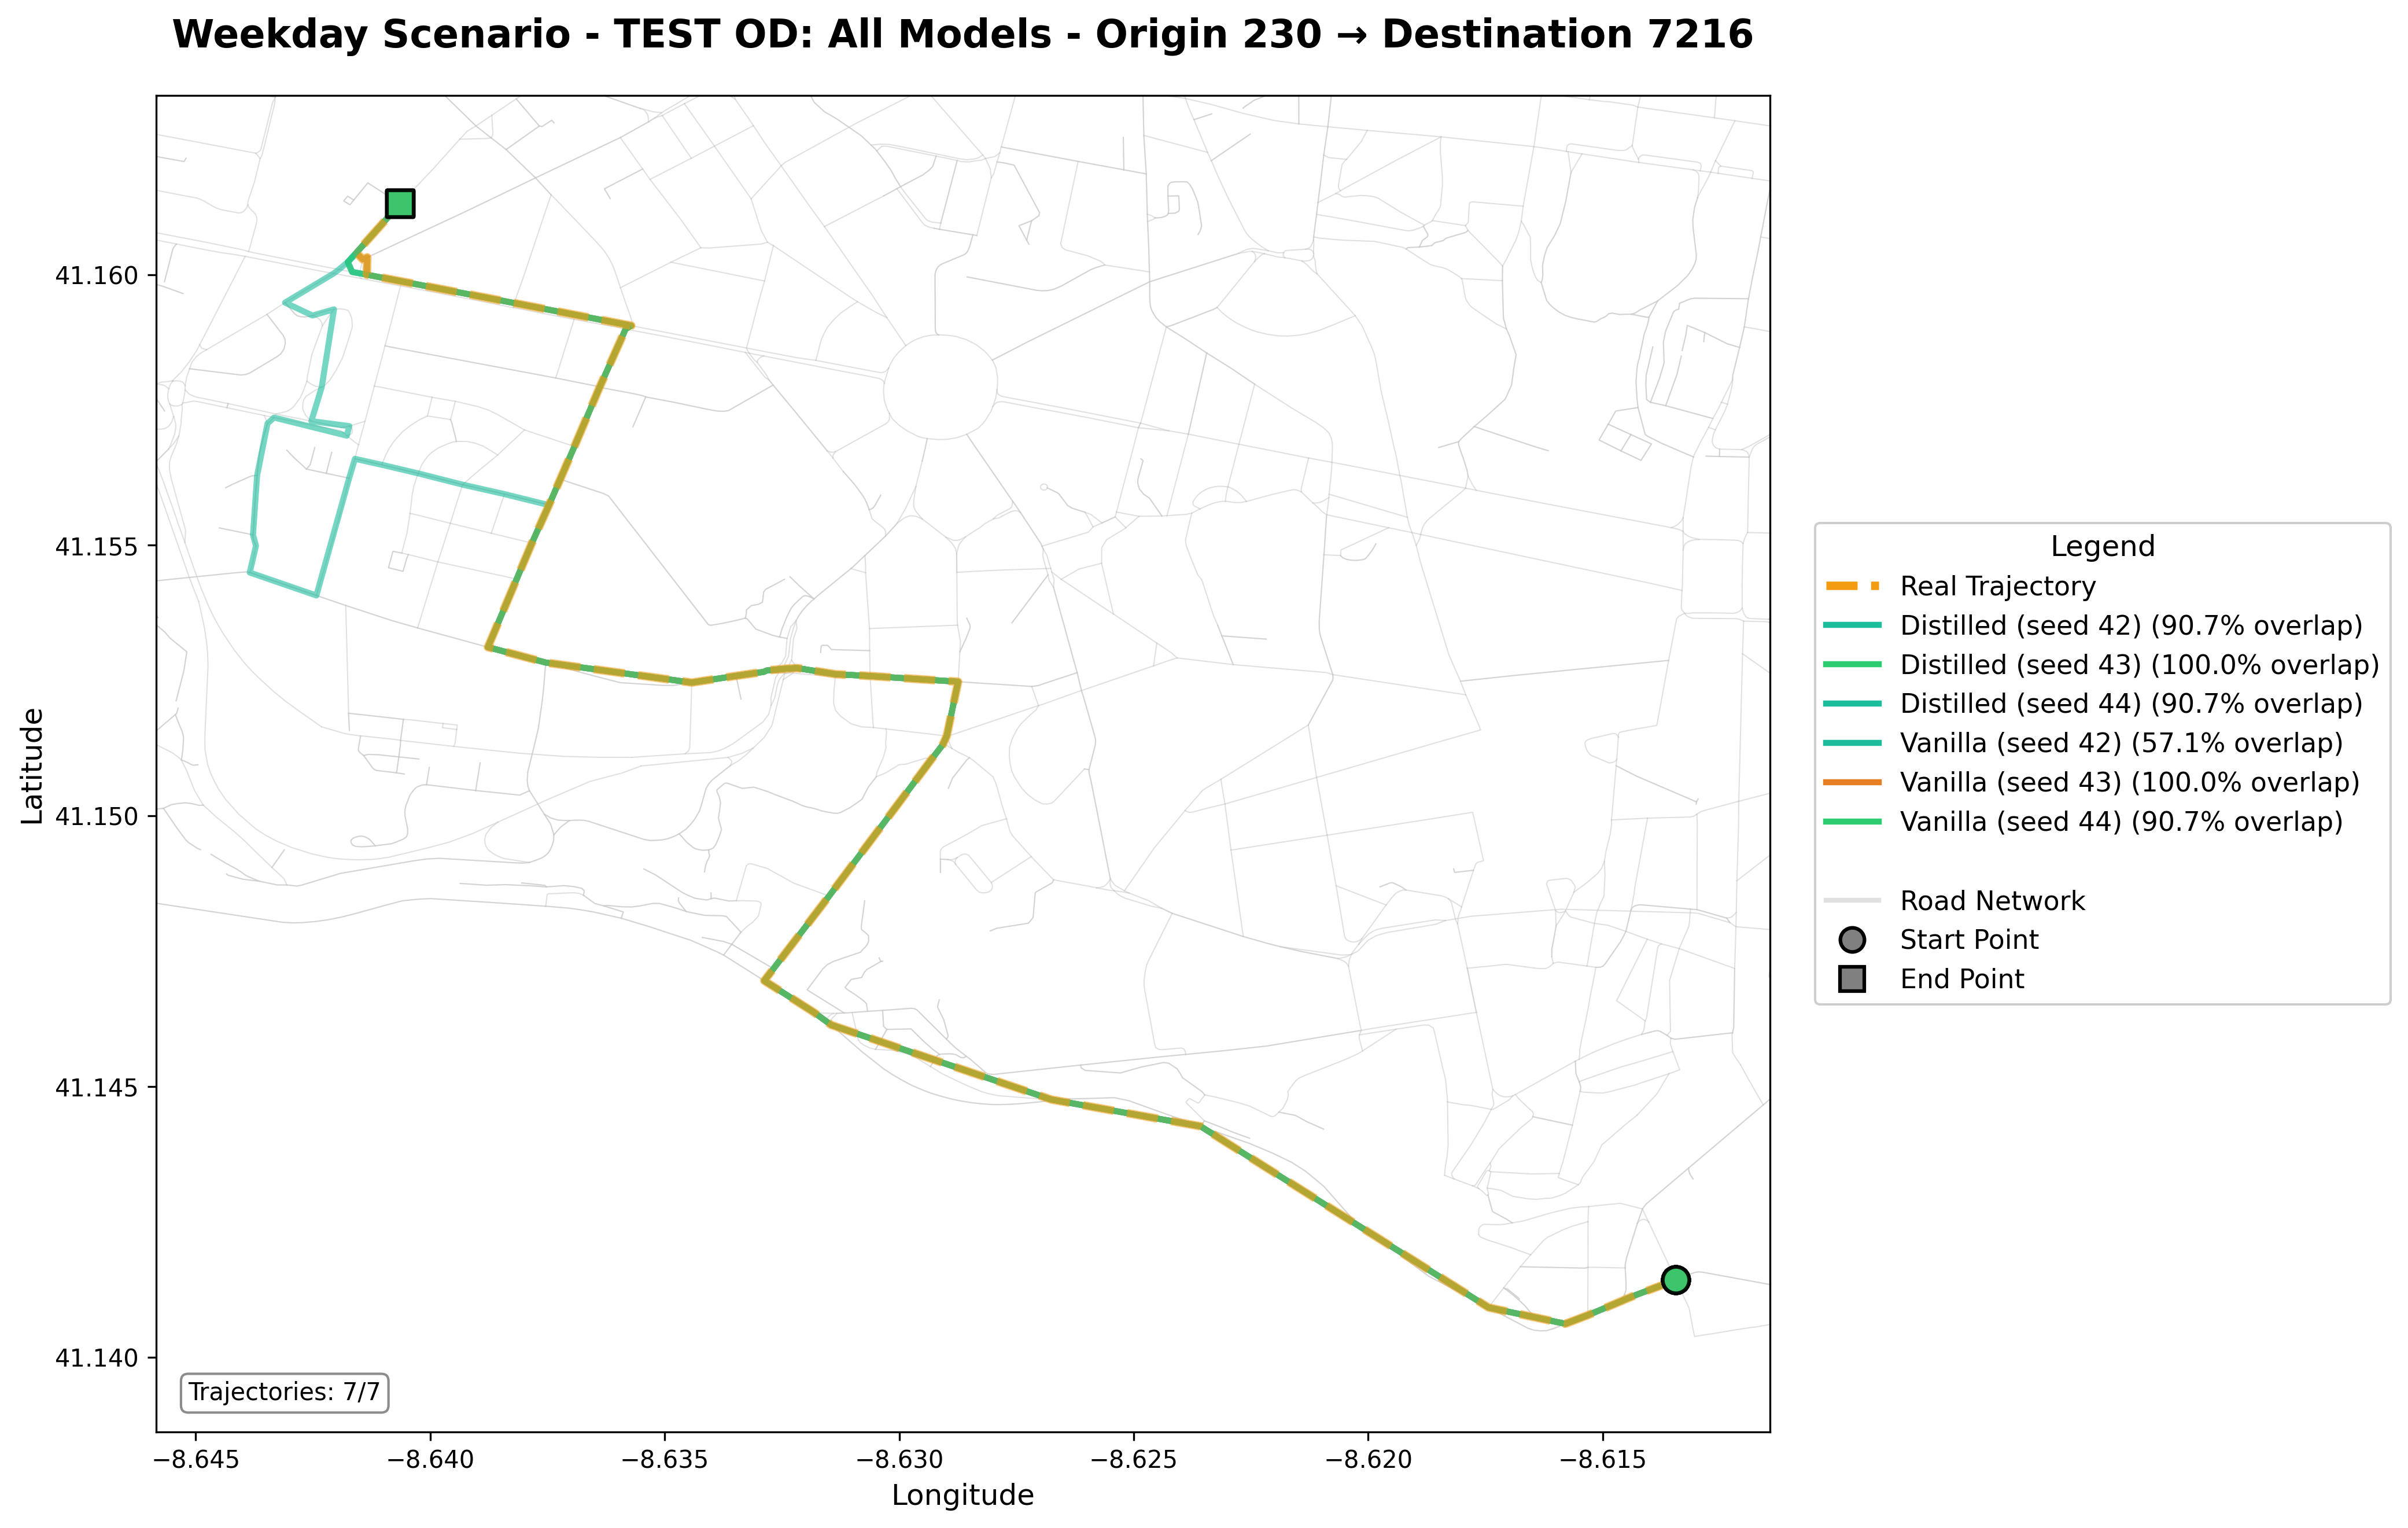 Weekday Scenario - TEST OD: All Models - Origin 230 → Destination 7216
Latitude
41.160
41.155
41.150
41.145
41.140
Trajectories: 7/7
−8.645
−8.640
−8.635
−8.630
−8.625
−8.620
−8.615
Longitude
Legend
Real Trajectory
Distilled (seed 42) (90.7% overlap)
Distilled (seed 43) (100.0% overlap)
Distilled (seed 44) (90.7% overlap)
Vanilla (seed 42) (57.1% overlap)
Vanilla (seed 43) (100.0% overlap)
Vanilla (seed 44) (90.7% overlap)
Road Network
Start Point
End Point